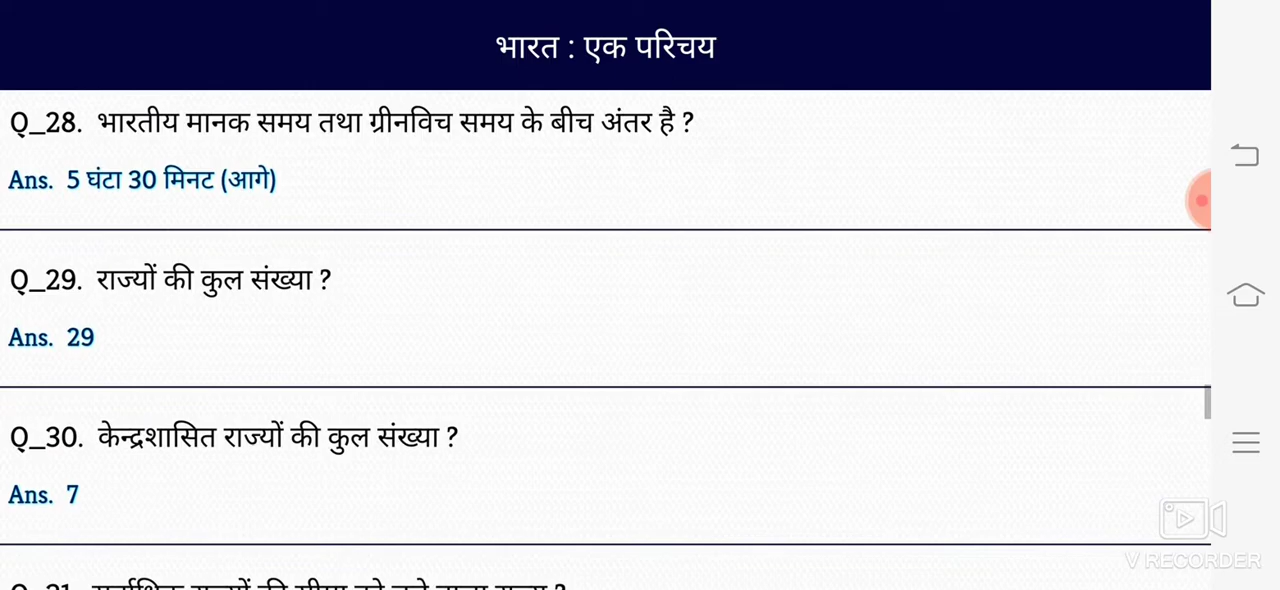 भारत : एक परिचय
Q_28. भारतीय मानक समय तथा ग्रीनविच समय के बीच अंतर है ?
Ans. 5 घंटा 30 मिनट (आगे)
Q_29. राज्यों की कुल संख्या ?
Ans. 29
Q_30. केन्द्रशासित राज्यों की कुल संख्या ?
Ans. 7
V RECORDER